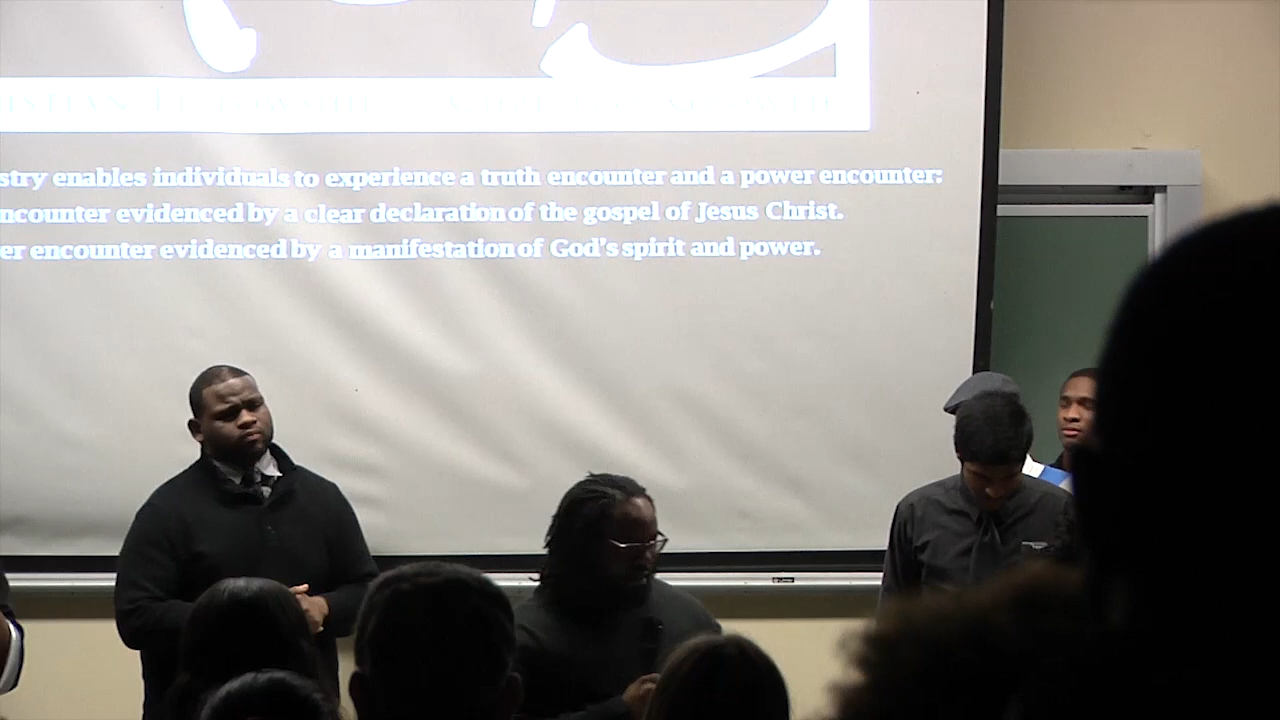 stry enables individuals to experience a truth encounter and a power encounter:
ncounter evidenced by a clear declaration of the gospel of Jesus Christ.
er encounter evidenced by a manifestation of God's spirit and power.